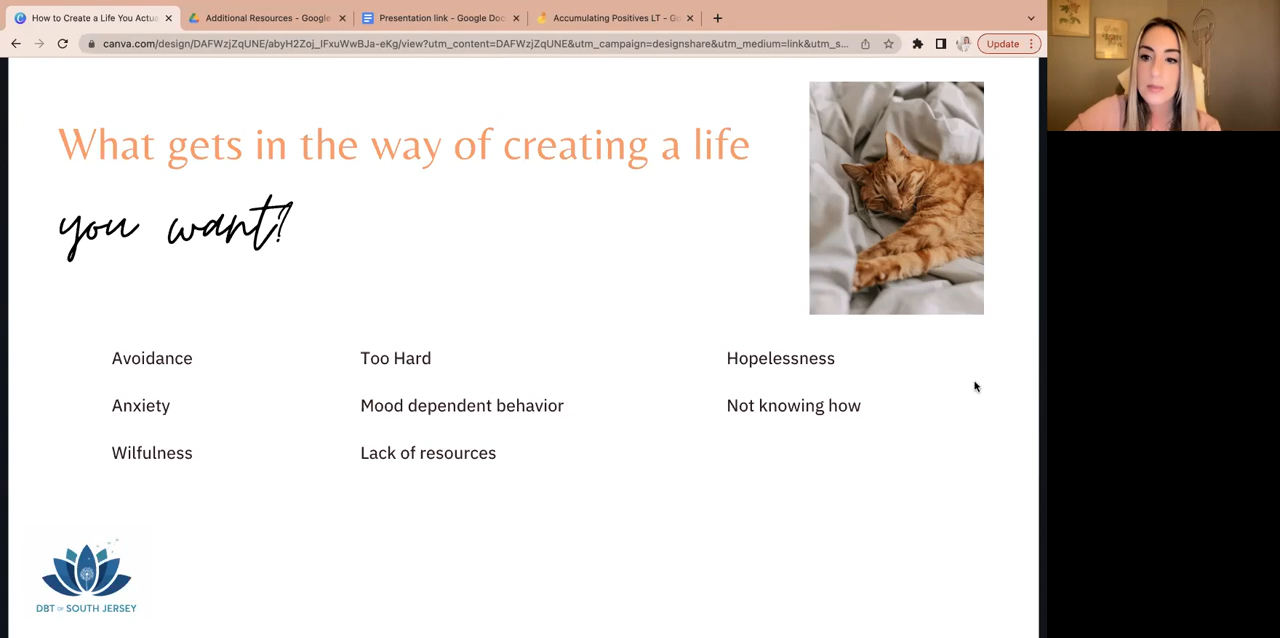 How to Create a Life You Actua
Additional Resources - Google
Presentation link - Google Doc
Accumulating Positives LT - Go
canva.com/design/DAFWzjZqUNE/abyH2Zoj_IFxuWwBJa-eKg/view?utm_content=DAFWzjZqUNE&utm_campaign=designshare&utm_medium=link&utm_s...
Update
What gets in the way of creating a life
you want?
Avoidance
Too Hard
Hopelessness
Anxiety
Mood dependent behavior
Not knowing how
Wilfulness
Lack of resources
DBT OF SOUTH JERSEY